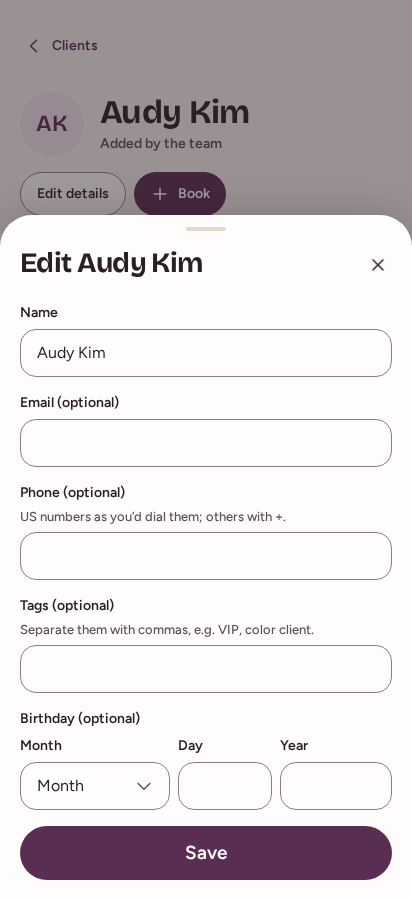 Clients
AK
Audy Kim
Added by the team
Edit details
Book
Edit Audy Kim
Name
Audy Kim
Email (optional)
Phone (optional)
US numbers as you’d dial them; others with +.
Tags (optional)
Separate them with commas, e.g. VIP, color client.
Birthday (optional)
Month Day Year
Month
Save